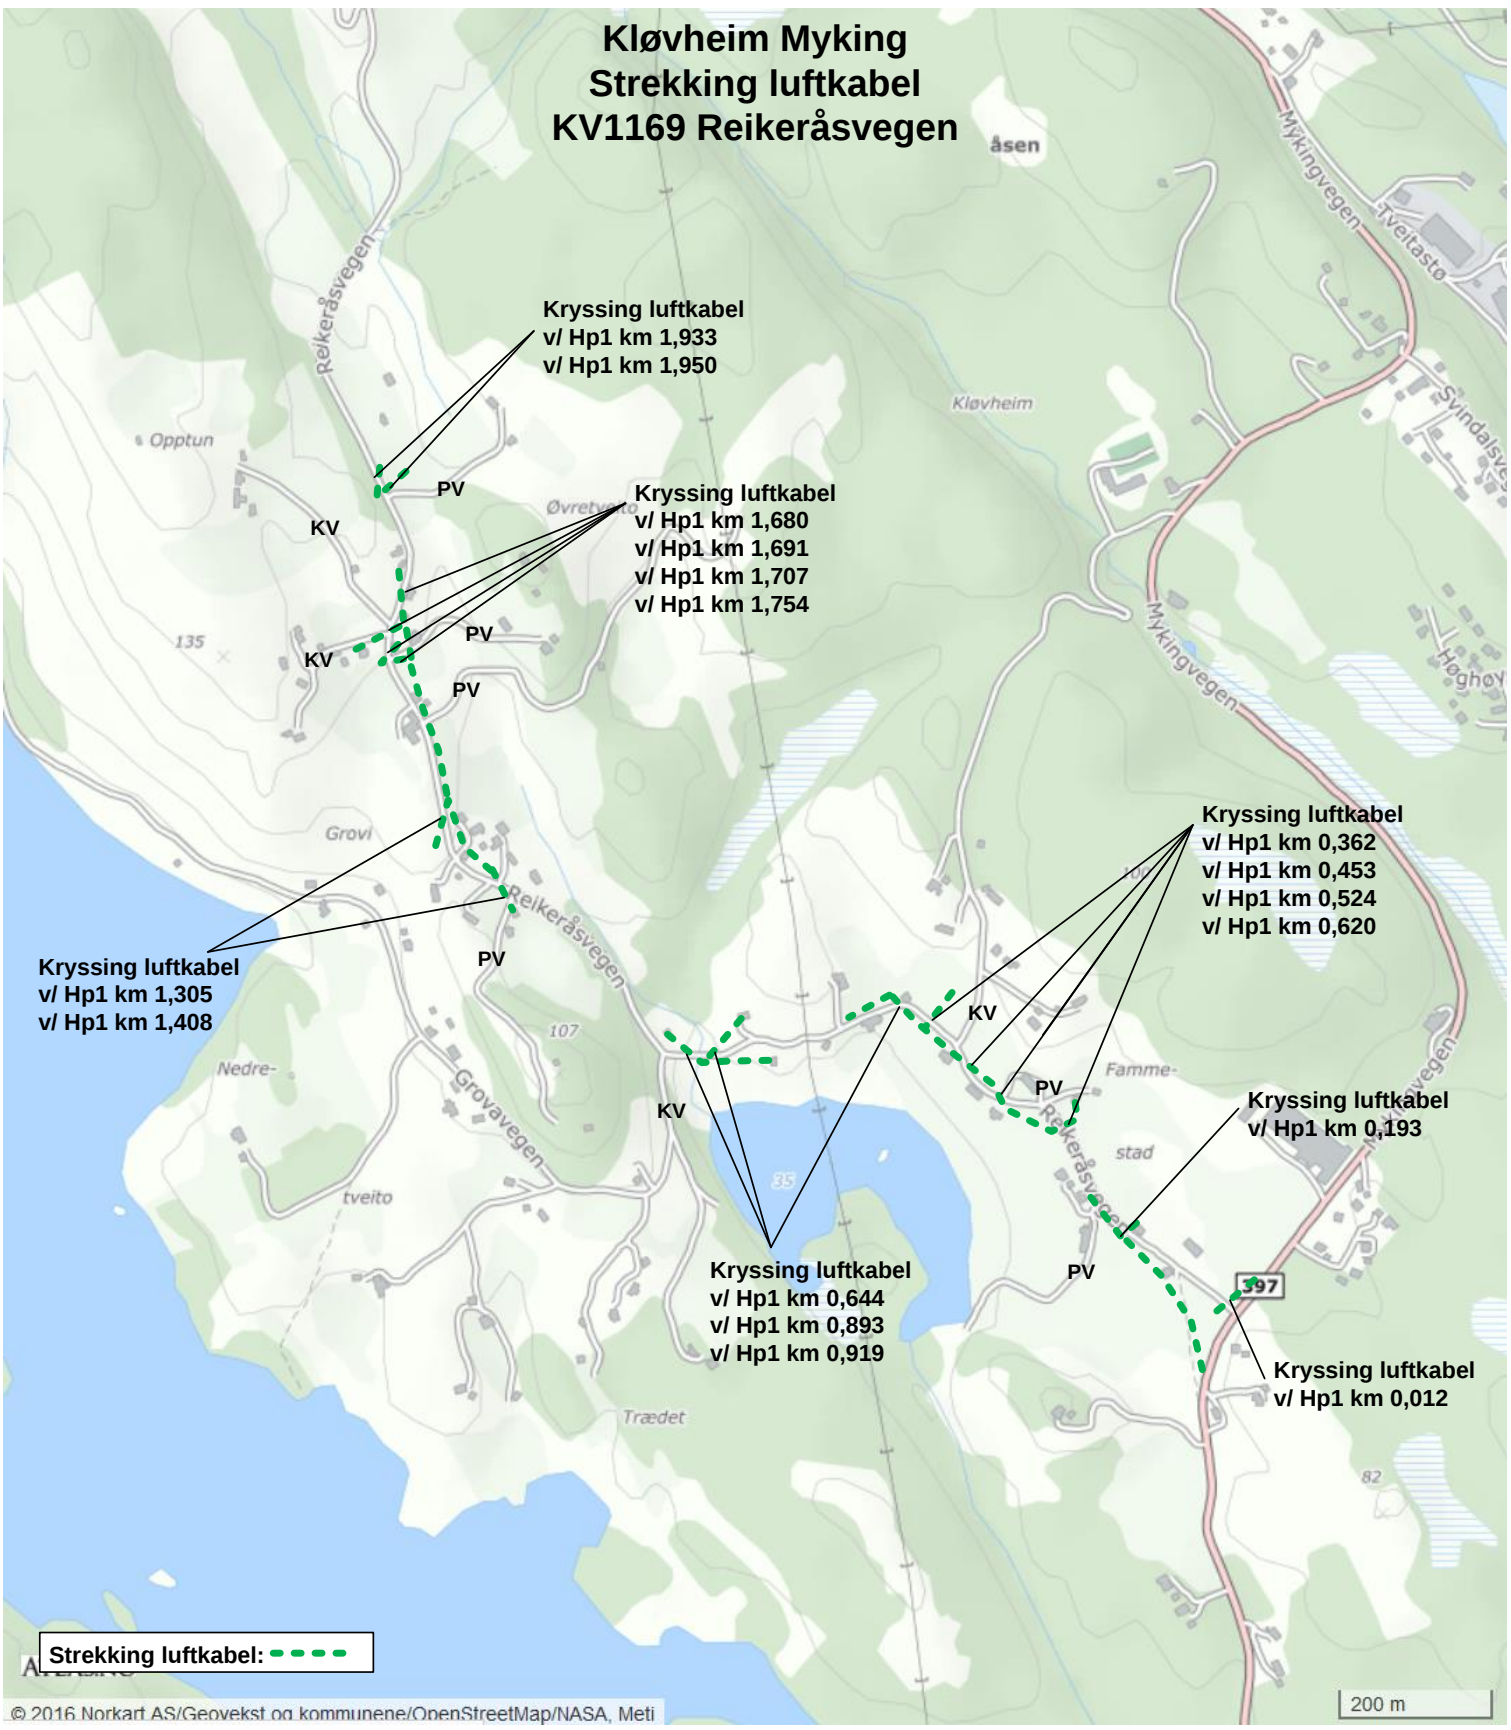 Kløvheim Myking
Strekking luftkabel
KV1169 Reikeråsvegen
åsen
Mykingvegen
Tveitastø
Reikeråsvegen
Kryssing luftkabel
v/ Hp1 km 1,933
v/ Hp1 km 1,950
Kløvheim
Opptun
PV
KV
Kryssing luftkabel
v/ Hp1 km 1,680
v/ Hp1 km 1,691
v/ Hp1 km 1,707
v/ Hp1 km 1,754
135
KV
PV
PV
Mykingvegen
Grovi
Kryssing luftkabel
v/ Hp1 km 0,362
v/ Hp1 km 0,453
v/ Hp1 km 0,524
v/ Hp1 km 0,620
100
Reikeråsvegen
PV
Kryssing luftkabel
v/ Hp1 km 1,305
v/ Hp1 km 1,408
107
KV
Nedre-
tveito
Grovavegen
KV
PV
Famme-
stad
Reikeråsvegen
Kryssing luftkabel
v/ Hp1 km 0,193
Mykingvegen
35
PV
397
Kryssing luftkabel
v/ Hp1 km 0,644
v/ Hp1 km 0,893
v/ Hp1 km 0,919
Kryssing luftkabel
v/ Hp1 km 0,012
Trædet
82
Strekking luftkabel:
200 m
© 2016 Norkart AS/Geovekst og kommunene/OpenStreetMap/NASA, Meti